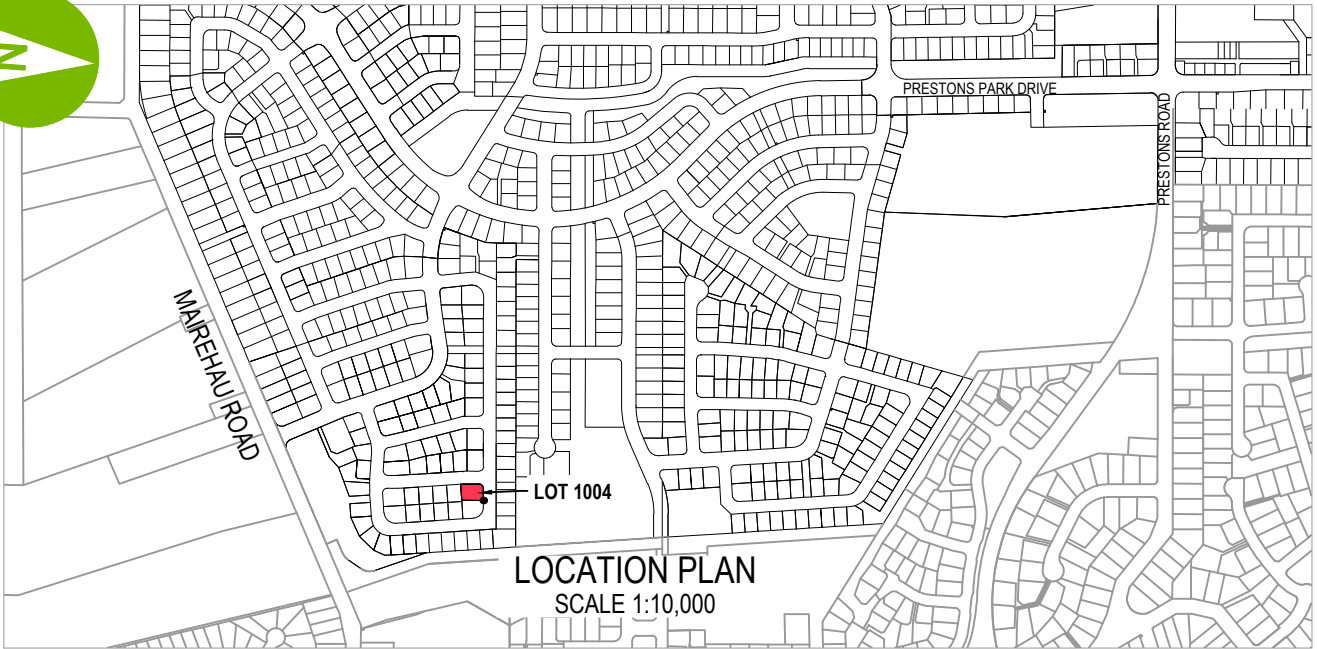 N
PRESTONS PARK DRIVE
PRESTONS ROAD
MAIREHAU ROAD
LOT 1004
LOCATION PLAN
SCALE 1:10,000